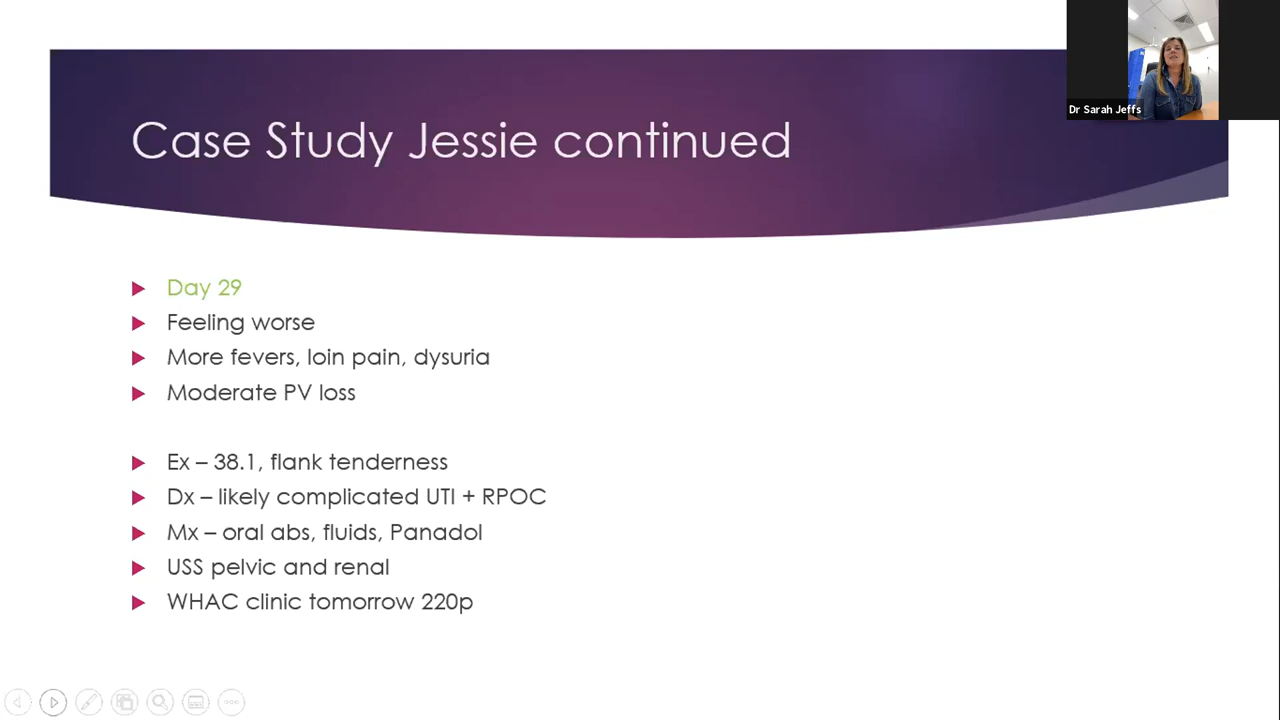 Dr Sarah Jeffs
Case Study Jessie continued
Day 29
Feeling worse
More fevers, loin pain, dysuria
Moderate PV loss
Ex – 38.1, flank tenderness
Dx – likely complicated UTI + RPOC
Mx – oral abs, fluids, Panadol
USS pelvic and renal
WHAC clinic tomorrow 220p